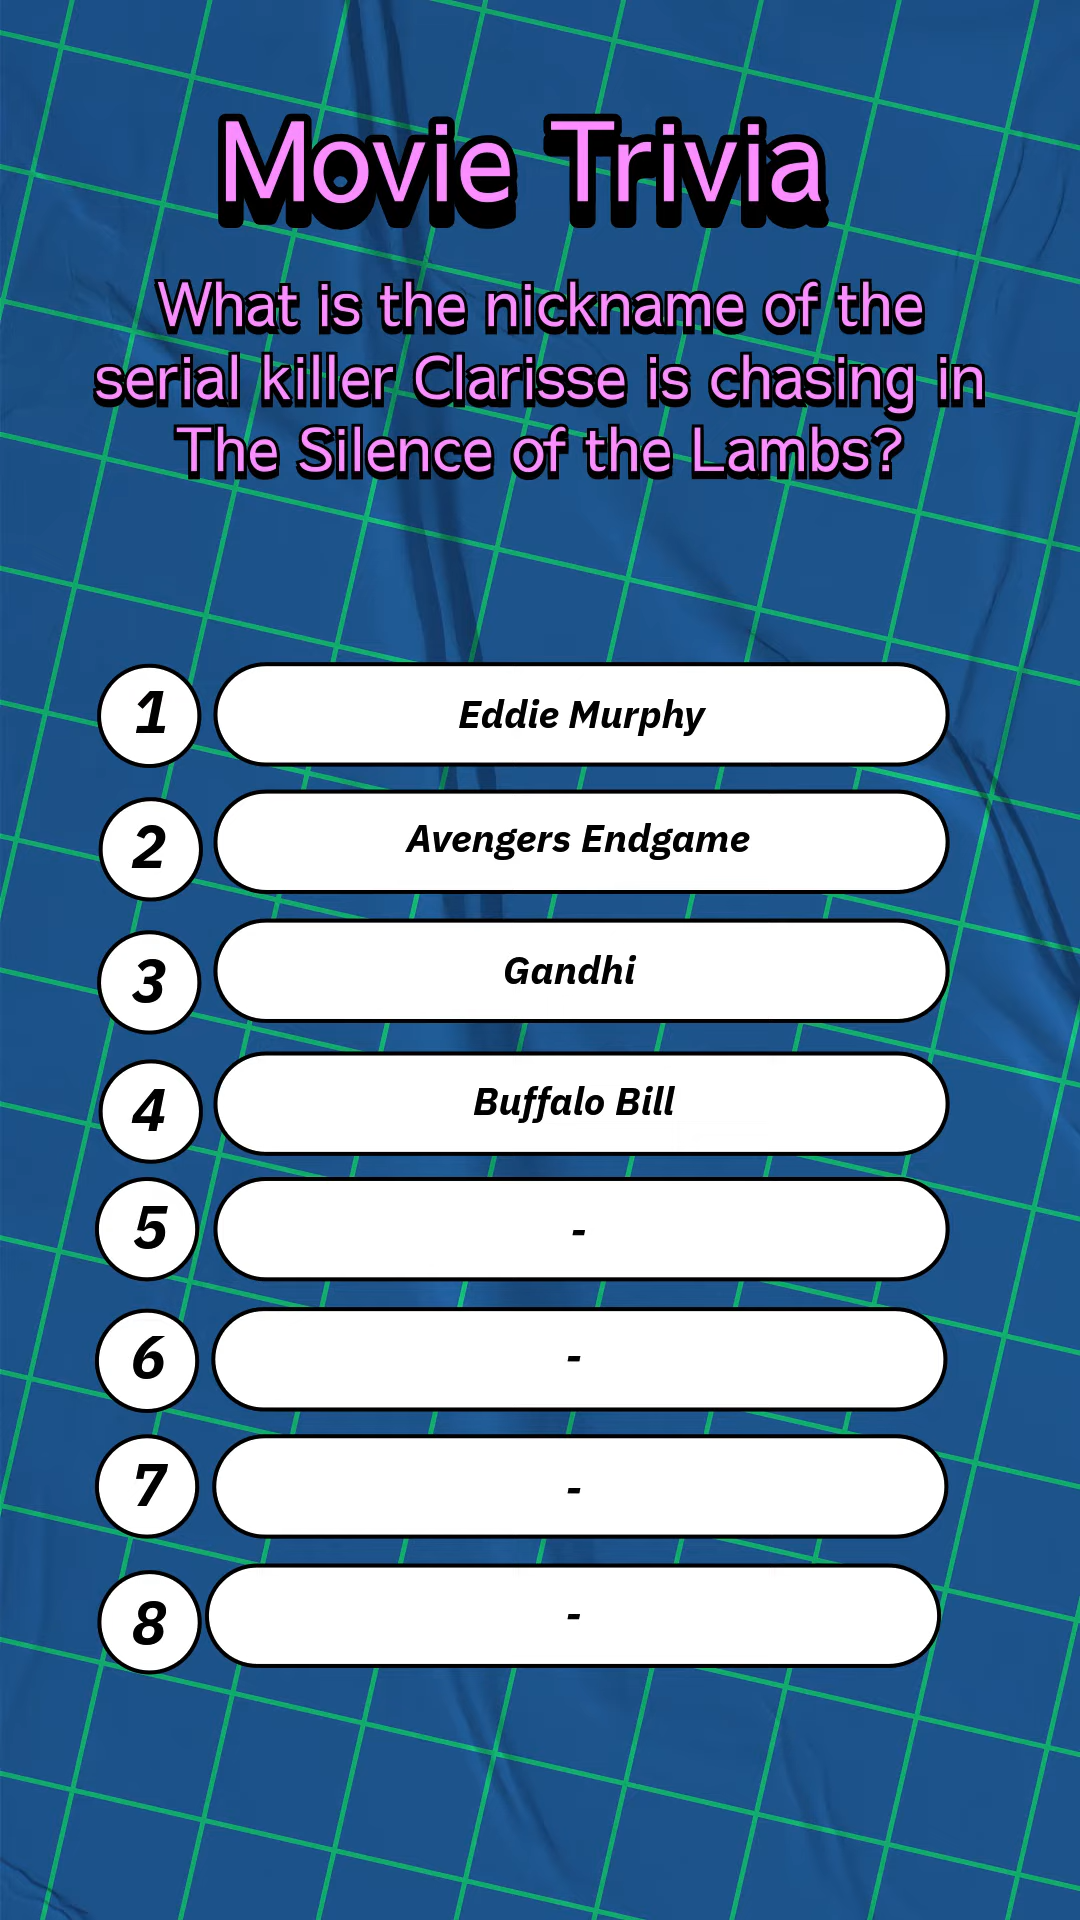 Movie Trivia
What is the nickname of the
serial killer Clarisse is chasing in
The Silence of the Lambs?
1 Eddie Murphy
2 Avengers Endgame
3 Gandhi
4 Buffalo Bill
5 -
6 -
7 -
8 -